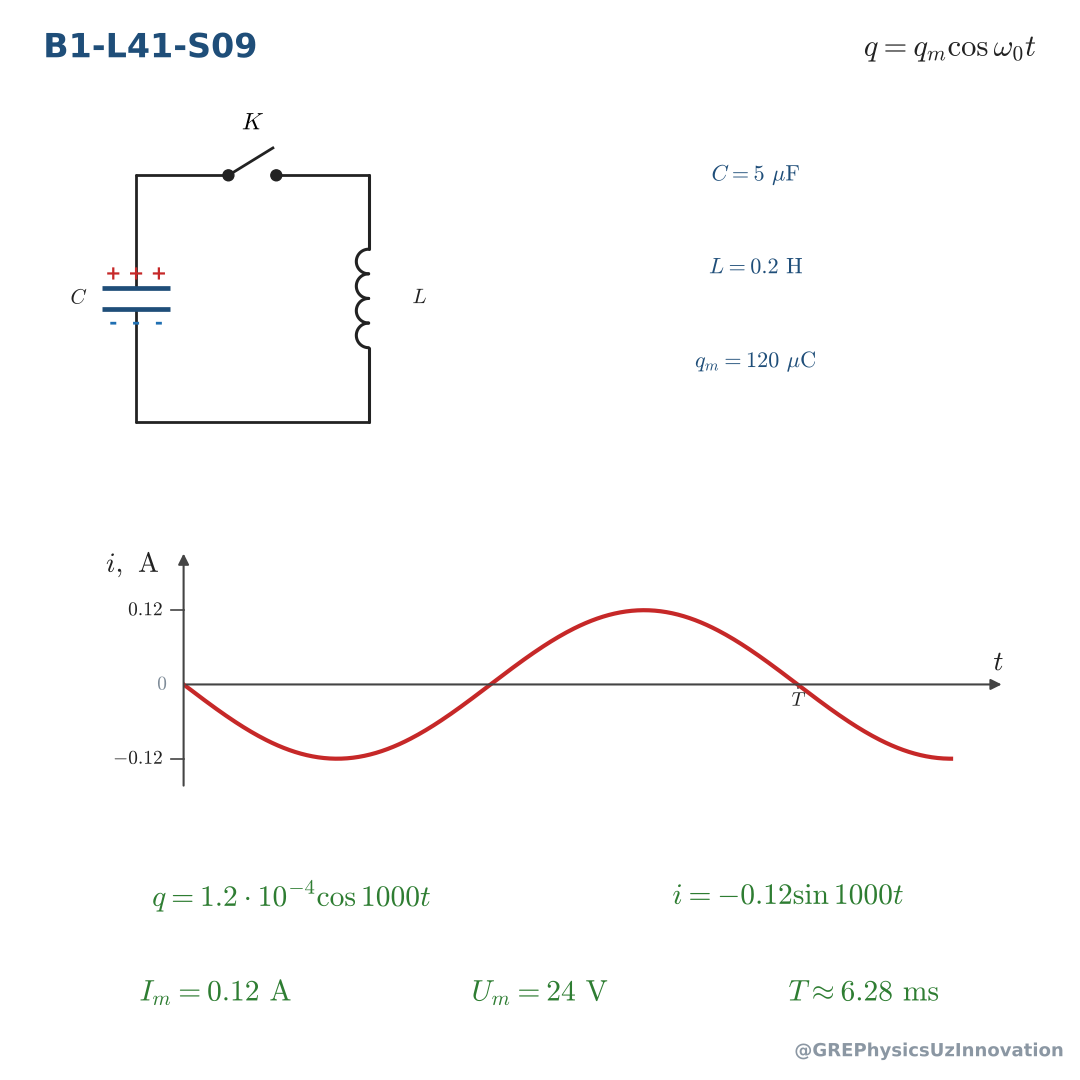 B1-L41-S09
q = q_m cos ω_0 t
K
C = 5 μF
+ + +
C
- - -
L
L = 0.2 H
q_m = 120 μC
i, A
0.12
t
0
T
−0.12
q = 1.2 · 10^{−4} cos 1000t
i = −0.12 sin 1000t
I_m = 0.12 A
U_m = 24 V
T ≈ 6.28 ms
@GREPhysicsUzInnovation